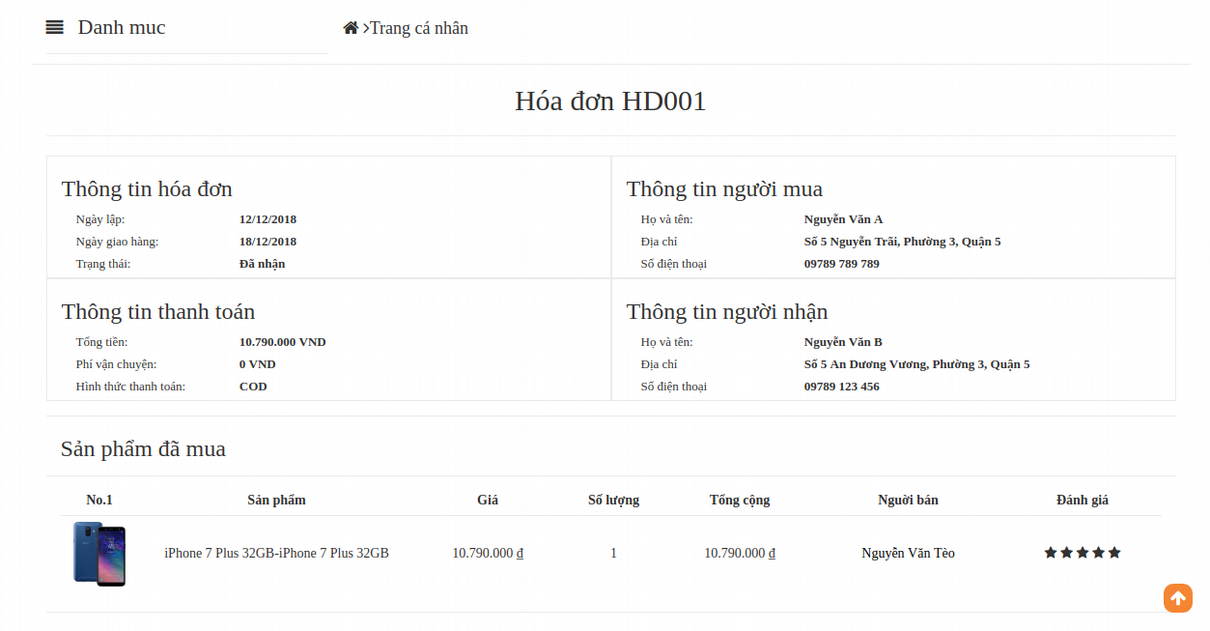 Danh muc
Trang cá nhân
Hóa đơn HD001
Thông tin hóa đơn
Ngày lập: 12/12/2018
Ngày giao hàng: 18/12/2018
Trạng thái: Đã nhận
Thông tin người mua
Họ và tên: Nguyễn Văn A
Địa chỉ Số 5 Nguyễn Trãi, Phường 3, Quận 5
Số điện thoại 09789 789 789
Thông tin thanh toán
Tổng tiền: 10.790.000 VND
Phí vận chuyện: 0 VND
Hình thức thanh toán: COD
Thông tin người nhận
Họ và tên: Nguyễn Văn B
Địa chỉ Số 5 An Dương Vương, Phường 3, Quận 5
Số điện thoại 09789 123 456
Sản phẩm đã mua
No.1 Sản phẩm Giá Số lượng Tổng cộng Người bán Đánh giá
iPhone 7 Plus 32GB-iPhone 7 Plus 32GB 10.790.000 ₫ 1 10.790.000 ₫ Nguyễn Văn Tèo